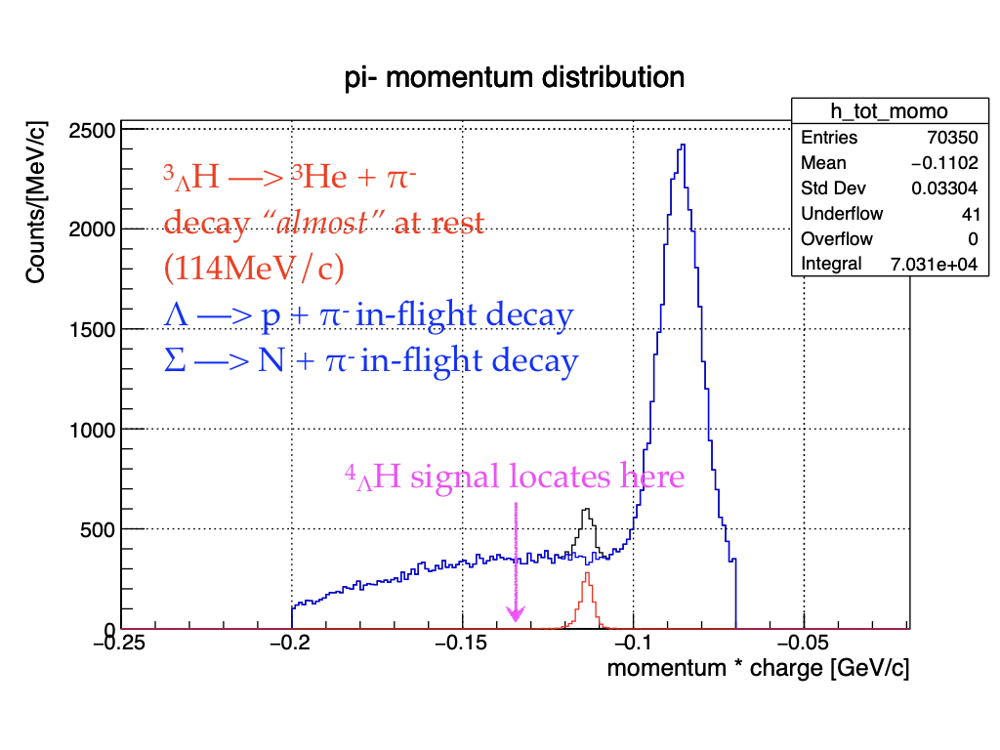 pi- momentum distribution
h_tot_momo
Entries 70350
Mean −0.1102
Std Dev 0.03304
Underflow 41
Overflow 0
Integral 7.031e+04
Counts/[MeV/c]
2500
2000
1500
1000
500
0
³ΛH —> ³He + π-
decay “almost” at rest
(114MeV/c)
Λ —> p + π- in-flight decay
Σ —> N + π- in-flight decay
⁴ΛH signal locates here
−0.25 −0.2 −0.15 −0.1 −0.05
momentum * charge [GeV/c]